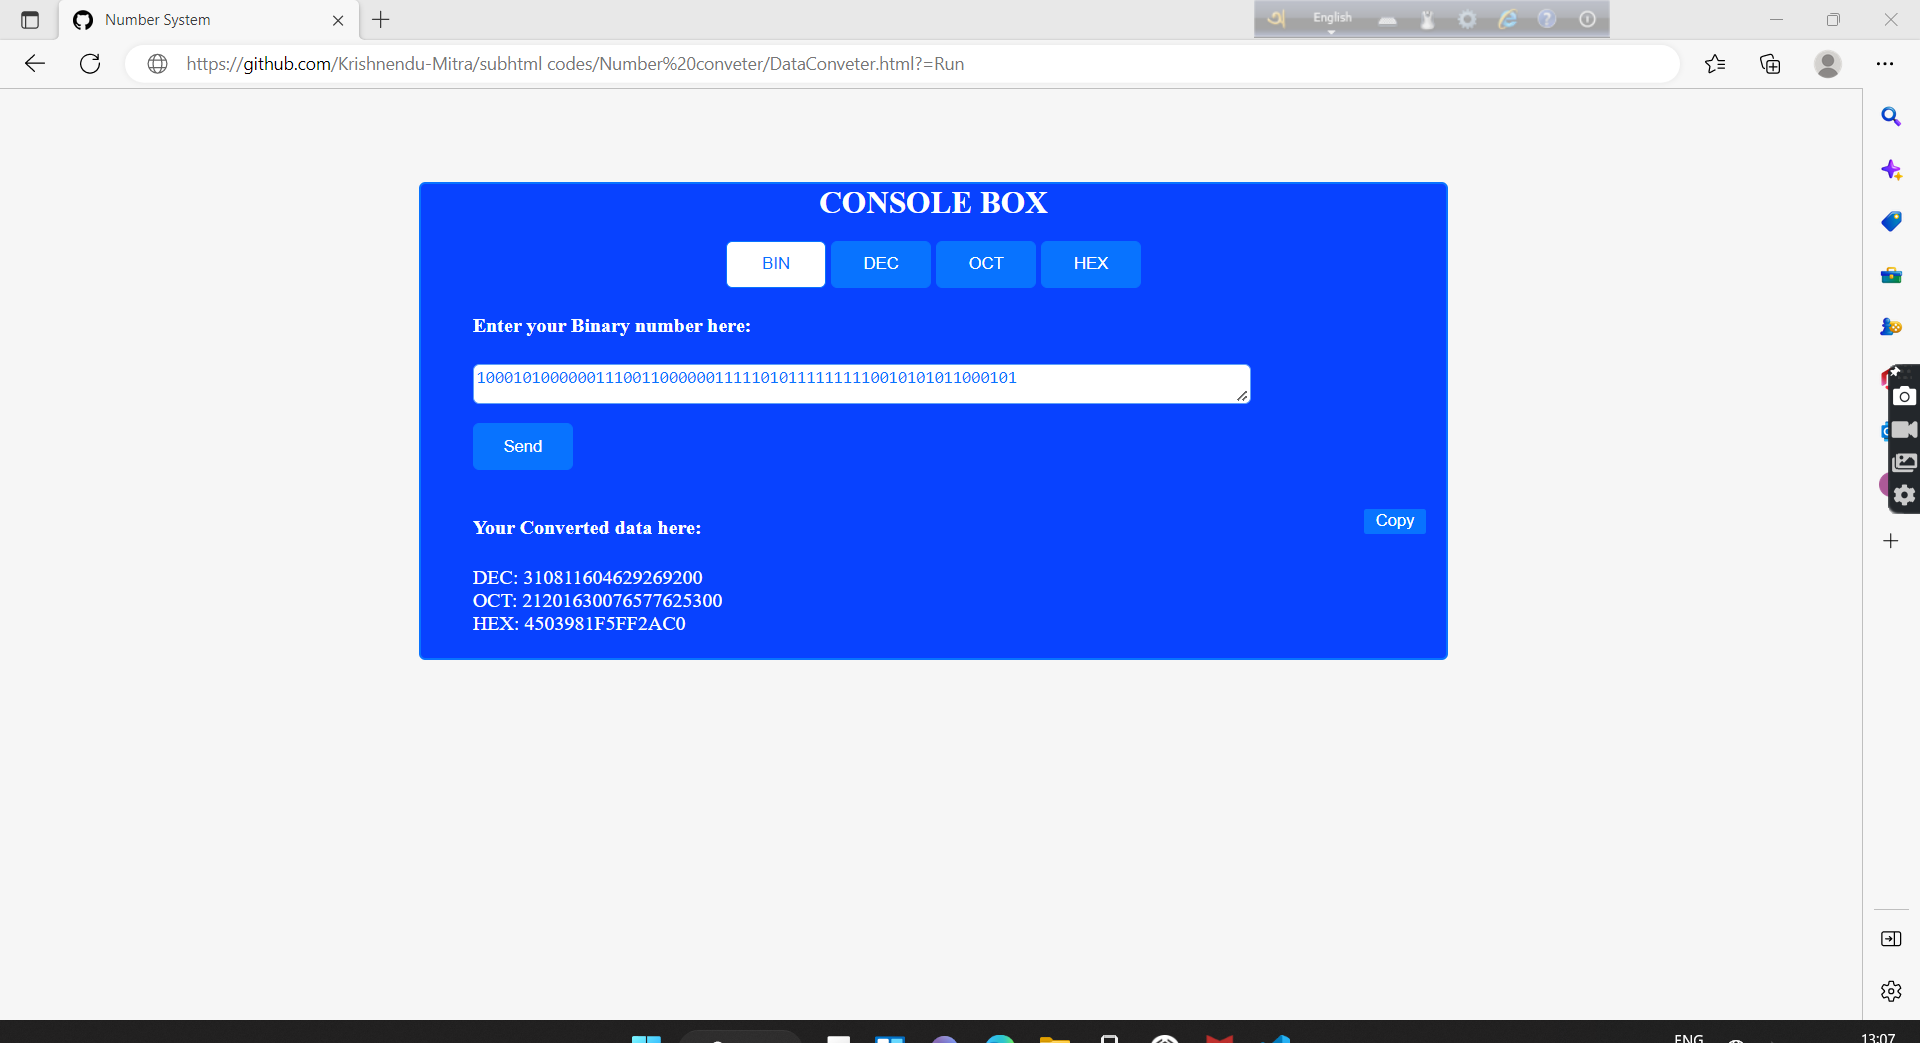 Number System
English
https://github.com/Krishnendu-Mitra/subhtml codes/Number%20conveter/DataConveter.html?=Run
CONSOLE BOX
BIN DEC OCT HEX
Enter your Binary number here:
10001010000001110011000000111110101111111110010101011000101
Send
Your Converted data here:
Copy
DEC: 310811604629269200
OCT: 21201630076577625300
HEX: 4503981F5FF2AC0
ENG 13:07